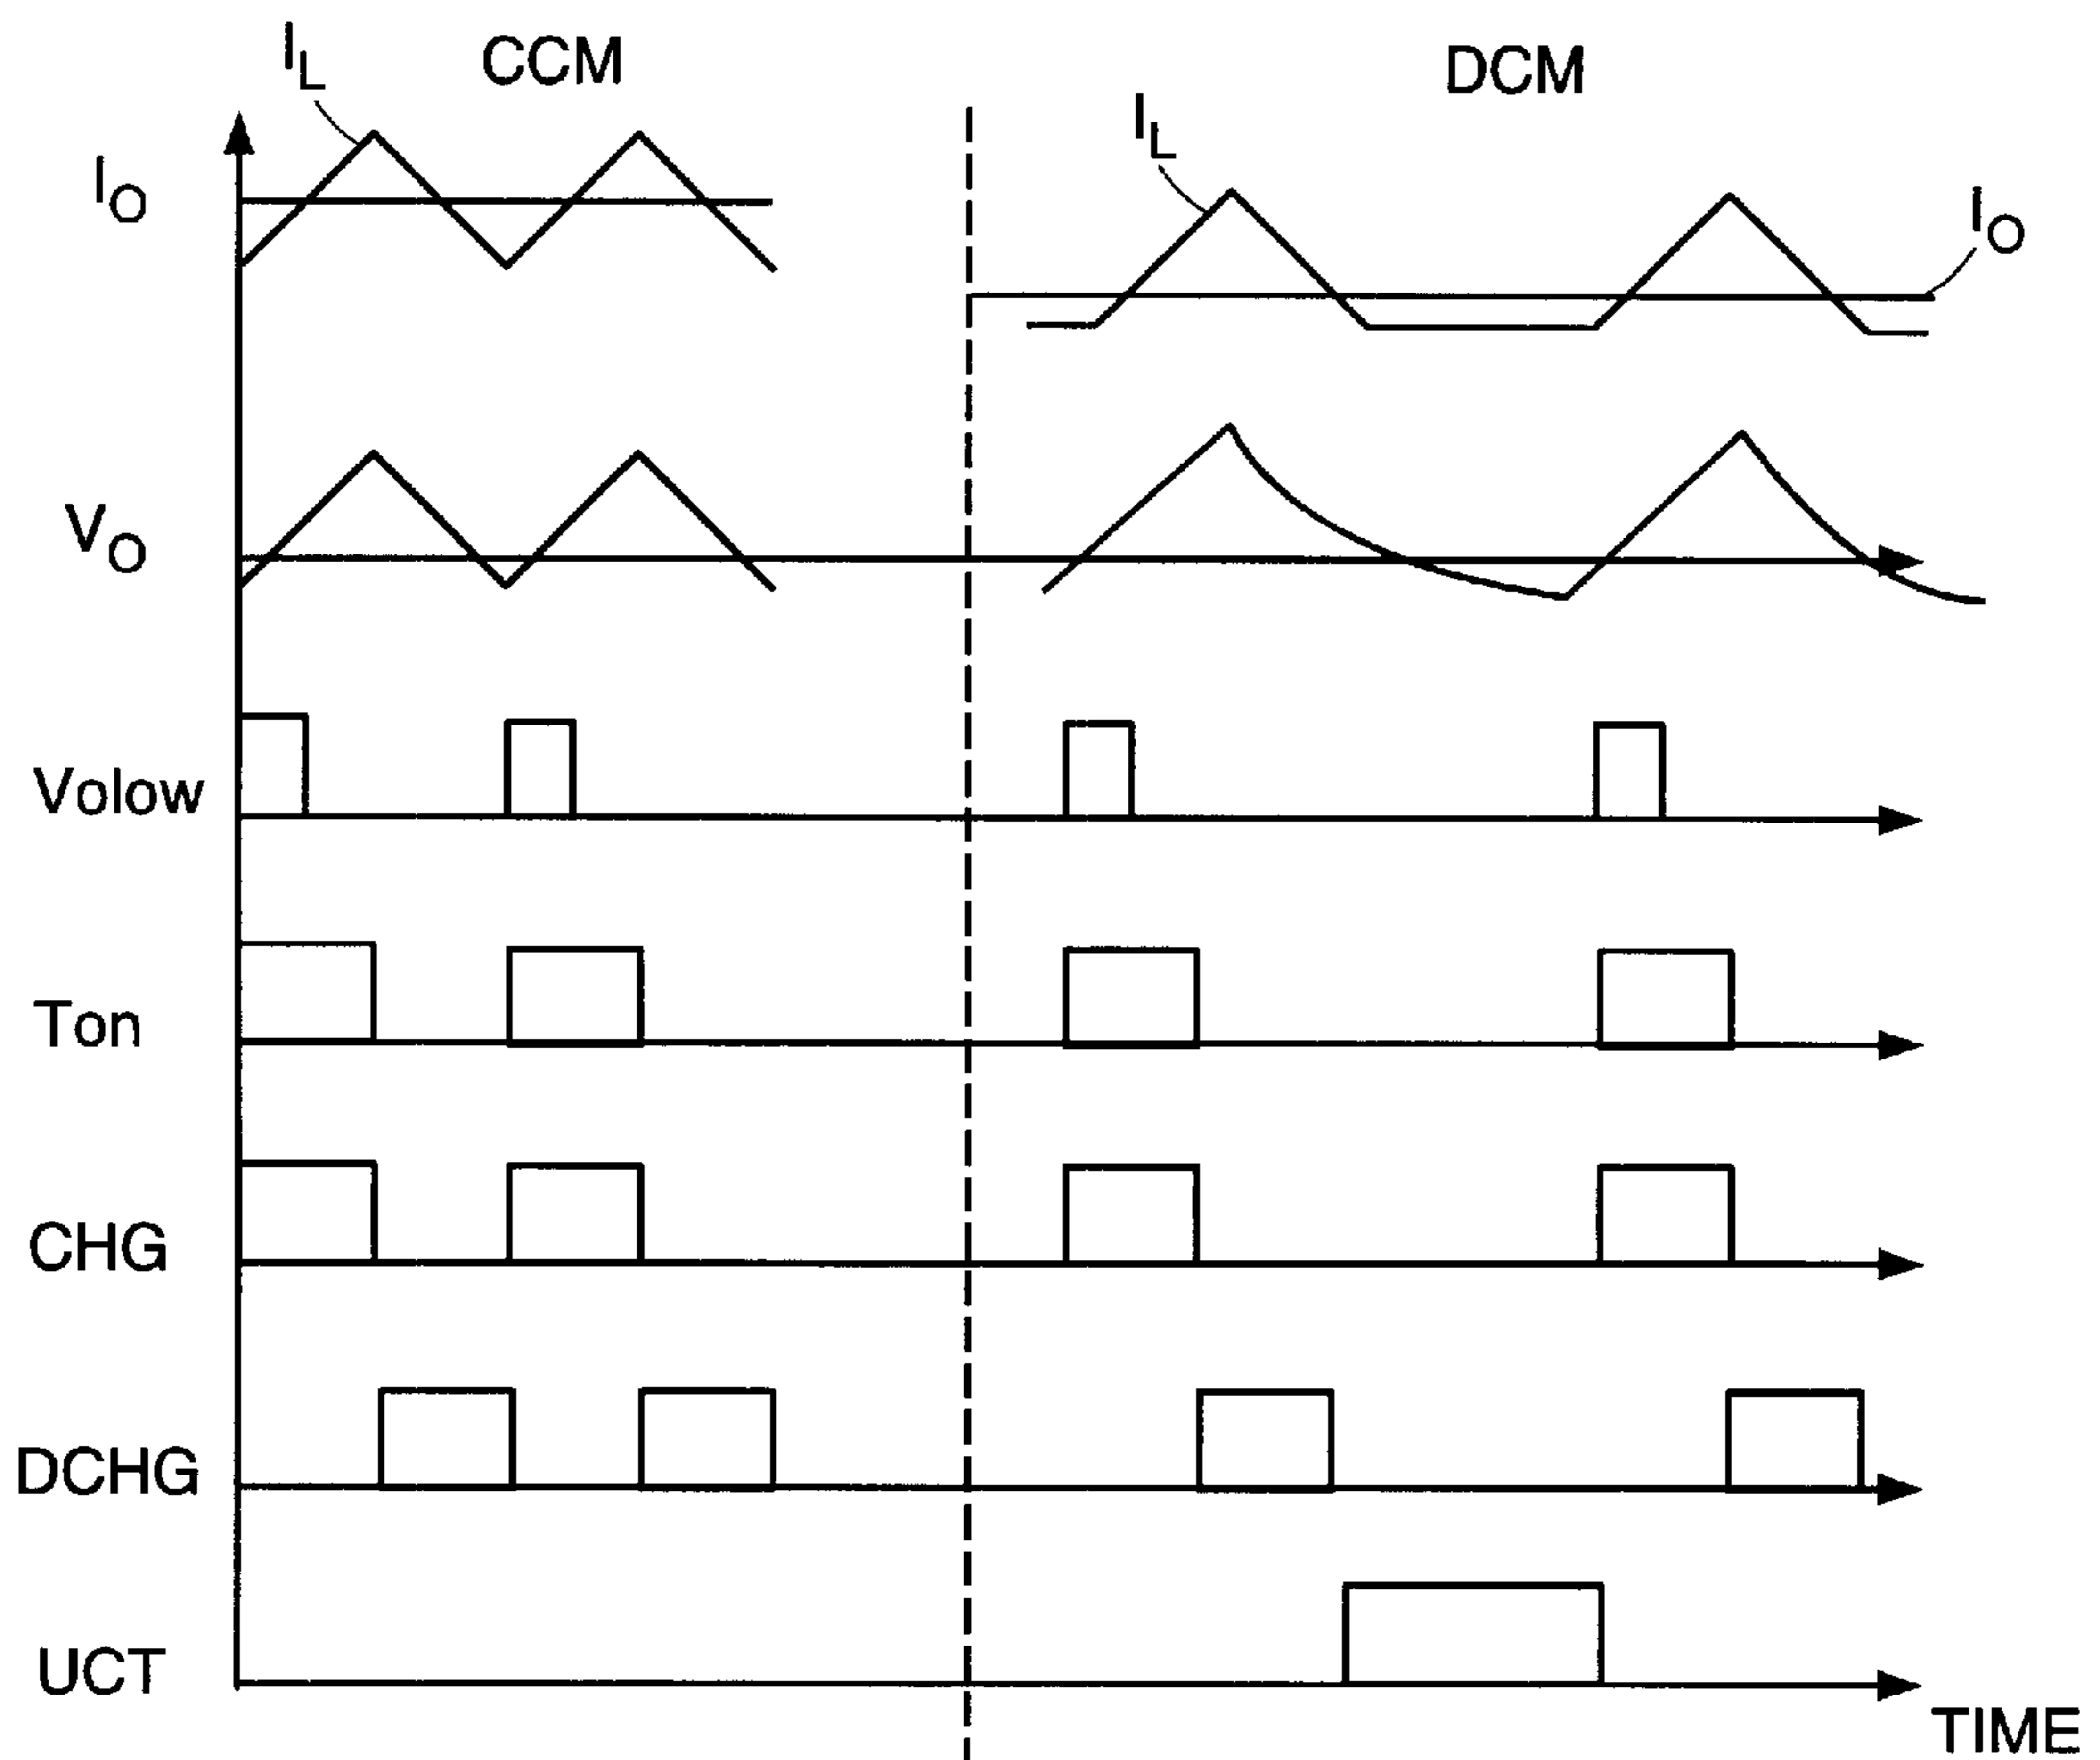 I_L
CCM
DCM
I_L
I_O
I_O
V_O
Volow
Ton
CHG
DCHG
UCT
TIME